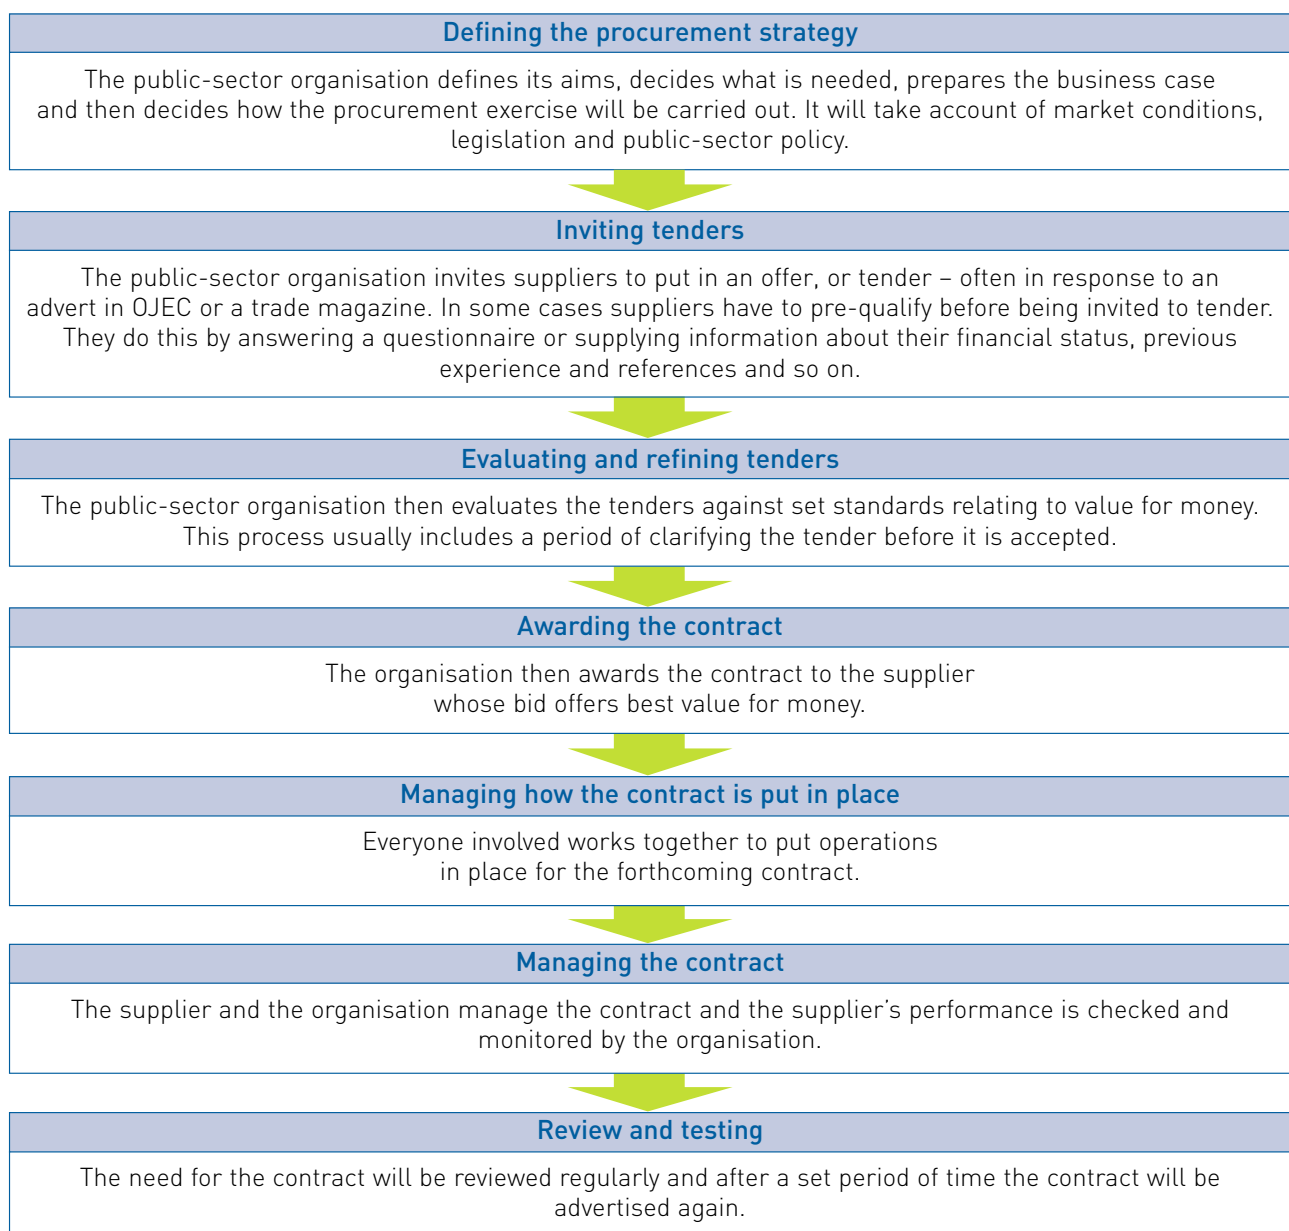 Defining the procurement strategy
The public-sector organisation defines its aims, decides what is needed, prepares the business case
and then decides how the procurement exercise will be carried out. It will take account of market conditions,
legislation and public-sector policy.
Inviting tenders
The public-sector organisation invites suppliers to put in an offer, or tender – often in response to an
advert in OJEC or a trade magazine. In some cases suppliers have to pre-qualify before being invited to tender.
They do this by answering a questionnaire or supplying information about their financial status, previous
experience and references and so on.
Evaluating and refining tenders
The public-sector organisation then evaluates the tenders against set standards relating to value for money.
This process usually includes a period of clarifying the tender before it is accepted.
Awarding the contract
The organisation then awards the contract to the supplier
whose bid offers best value for money.
Managing how the contract is put in place
Everyone involved works together to put operations
in place for the forthcoming contract.
Managing the contract
The supplier and the organisation manage the contract and the supplier's performance is checked and
monitored by the organisation.
Review and testing
The need for the contract will be reviewed regularly and after a set period of time the contract will be
advertised again.